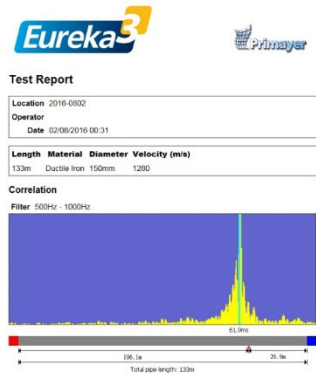 Eureka3
Primayer
Test Report
Location 2016-0802
Operator
Date 02/08/2016 00:31
Length Material Diameter Velocity (m/s)
133m Ductile Iron 150mm 1280
Correlation
Filter 500Hz - 1000Hz
61.9ms
106.1m 26.9m
Total pipe length: 133m